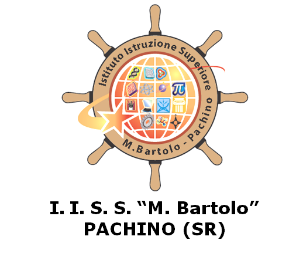 Istituto Istruzione Superiore
π
M. Bartolo - Pachino
I. I. S. S. “M. Bartolo”
PACHINO (SR)